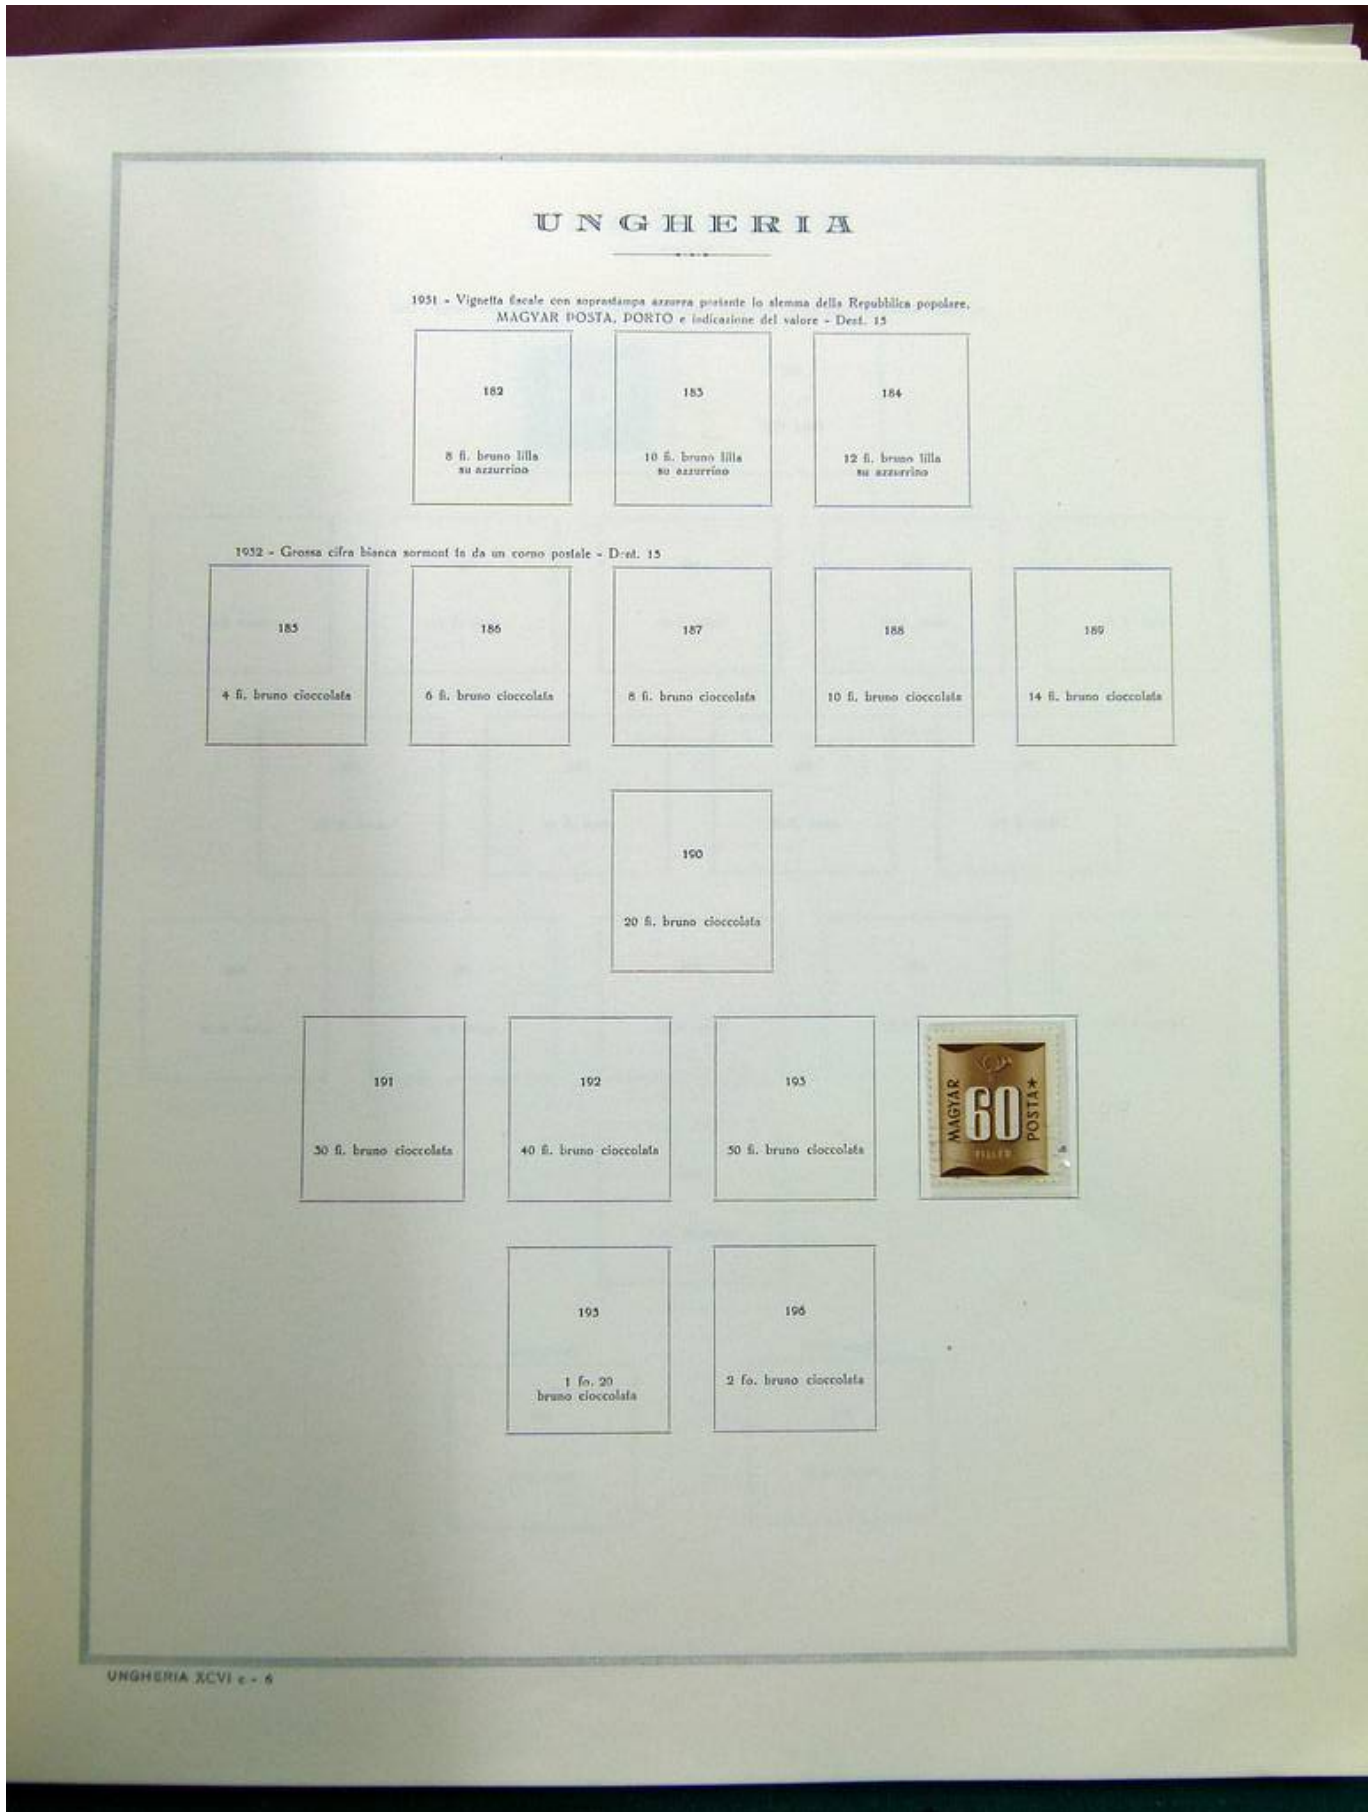 UNGHERIA
1951 - Vignetta fiscale con soprastampa azzurra portante lo stemma della Repubblica popolare,
MAGYAR POSTA, PORTO e indicazione del valore - Dent. 15
182
8 fi. bruno lilla
su azzurrino
183
10 fi. bruno lilla
su azzurrino
184
12 fi. bruno lilla
su azzurrino
1952 - Grossa cifra bianca sormont ta da un corno postale - Dent. 15
185
4 fi. bruno cioccolata
186
6 fi. bruno cioccolata
187
8 fi. bruno cioccolata
188
10 fi. bruno cioccolata
189
14 fi. bruno cioccolata
190
20 fi. bruno cioccolata
191
30 fi. bruno cioccolata
192
40 fi. bruno cioccolata
193
50 fi. bruno cioccolata
MAGYAR
60
FILLÉR
POSTA
195
1 fo. 20
bruno cioccolata
196
2 fo. bruno cioccolata
UNGHERIA XCVI c - 6